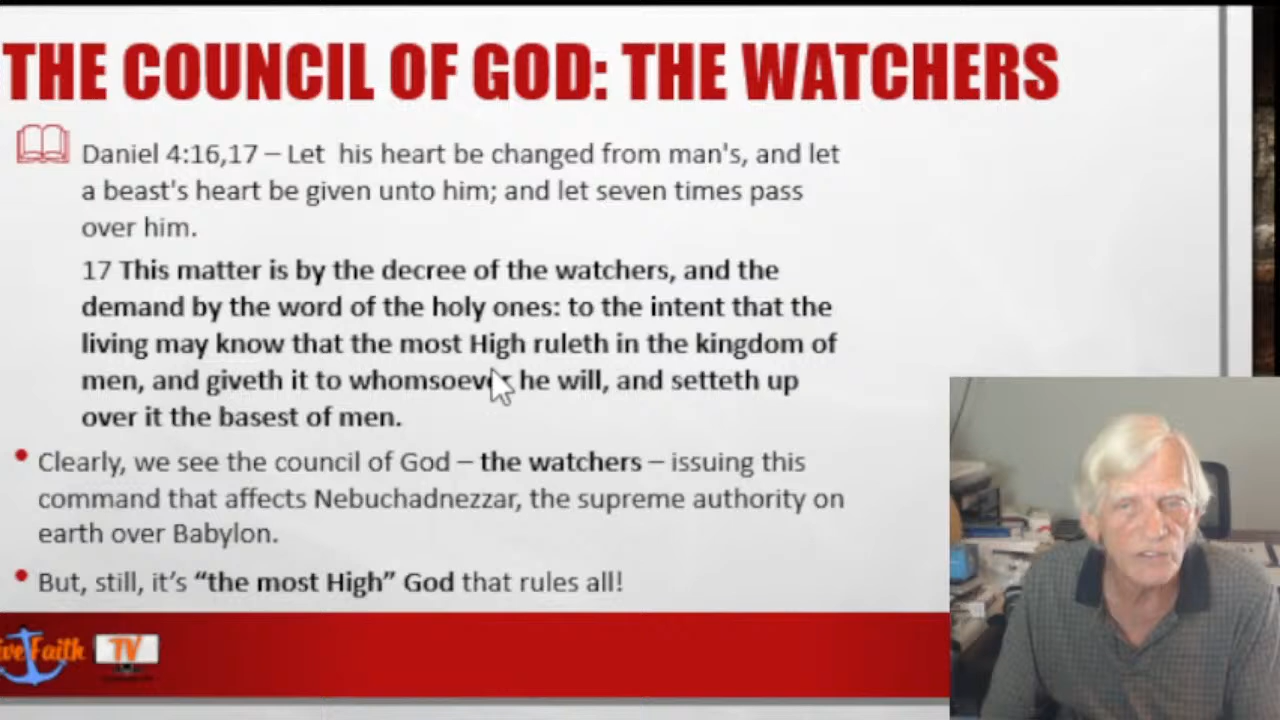 THE COUNCIL OF GOD: THE WATCHERS
Daniel 4:16,17 – Let his heart be changed from man's, and let
a beast's heart be given unto him; and let seven times pass
over him.
17 This matter is by the decree of the watchers, and the
demand by the word of the holy ones: to the intent that the
living may know that the most High ruleth in the kingdom of
men, and giveth it to whomsoever he will, and setteth up
over it the basest of men.
• Clearly, we see the council of God – the watchers – issuing this
command that affects Nebuchadnezzar, the supreme authority on
earth over Babylon.
• But, still, it's “the most High” God that rules all!
ive Faith TV